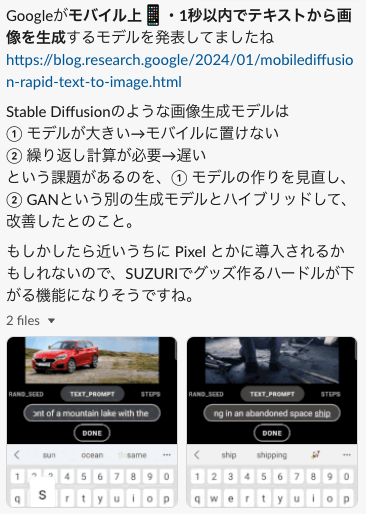 Googleがモバイル上📱・1秒以内でテキストから画
像を生成するモデルを発表してましたね
https://blog.research.google/2024/01/mobilediffusio
n-rapid-text-to-image.html
Stable Diffusionのような画像生成モデルは
① モデルが大きい→モバイルに置けない
② 繰り返し計算が必要→遅い
という課題があるのを、① モデルの作りを見直し、
② GANという別の生成モデルとハイブリッドして、
改善したとのこと。
もしかしたら近いうちに Pixel とかに導入されるか
もしれないので、SUZURIでグッズ作るハードルが下
がる機能になりそうですね。
2 files
RAND_SEED TEXT_PROMPT STEPS
ont of a mountain lake with the
DONE
sun ocean same
1 2 3 4 5 6 7 8 9 0
q S r t y u i o p
RAND_SEED TEXT_PROMPT STEPS
ng in an abandoned space ship
DONE
ship shipping 🚀
1 2 3 4 5 6 7 8 9 0
q w e r t y u i o p